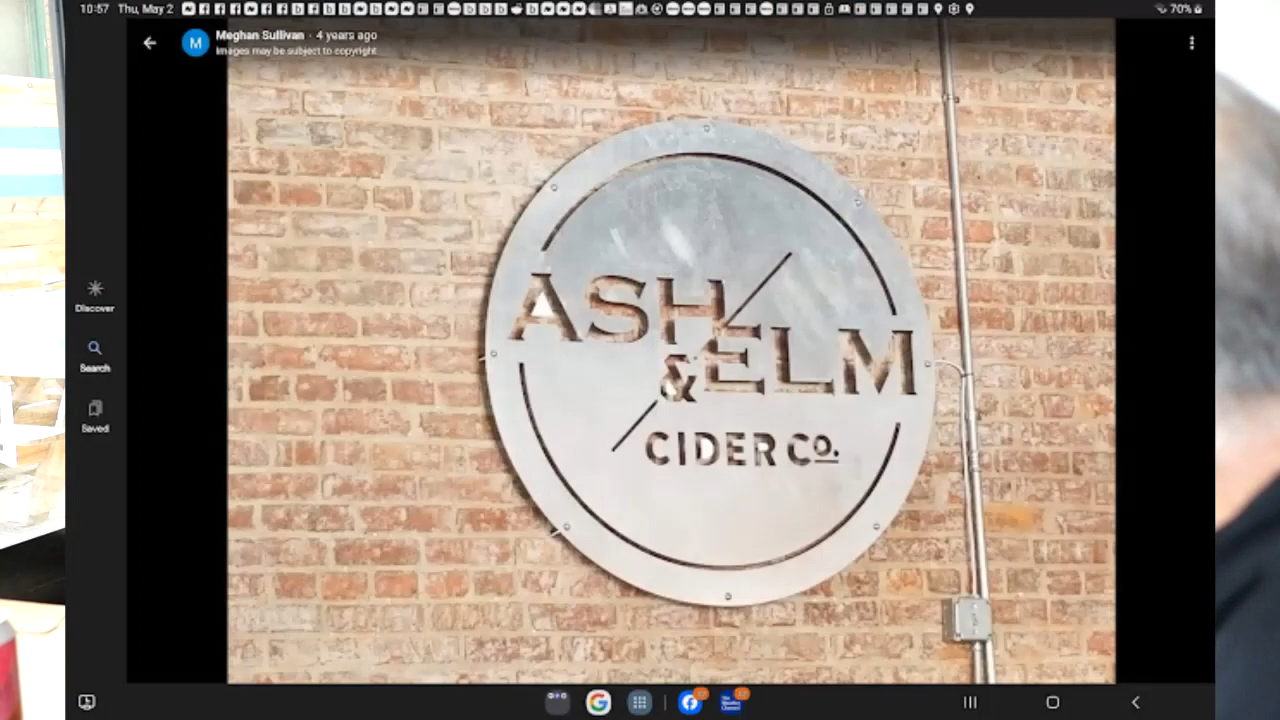 10:57 Thu, May 2
70%
Meghan Sullivan · 4 years ago
Images may be subject to copyright
M
Discover
Search
Saved
ASH
& ELM
CIDER Co.